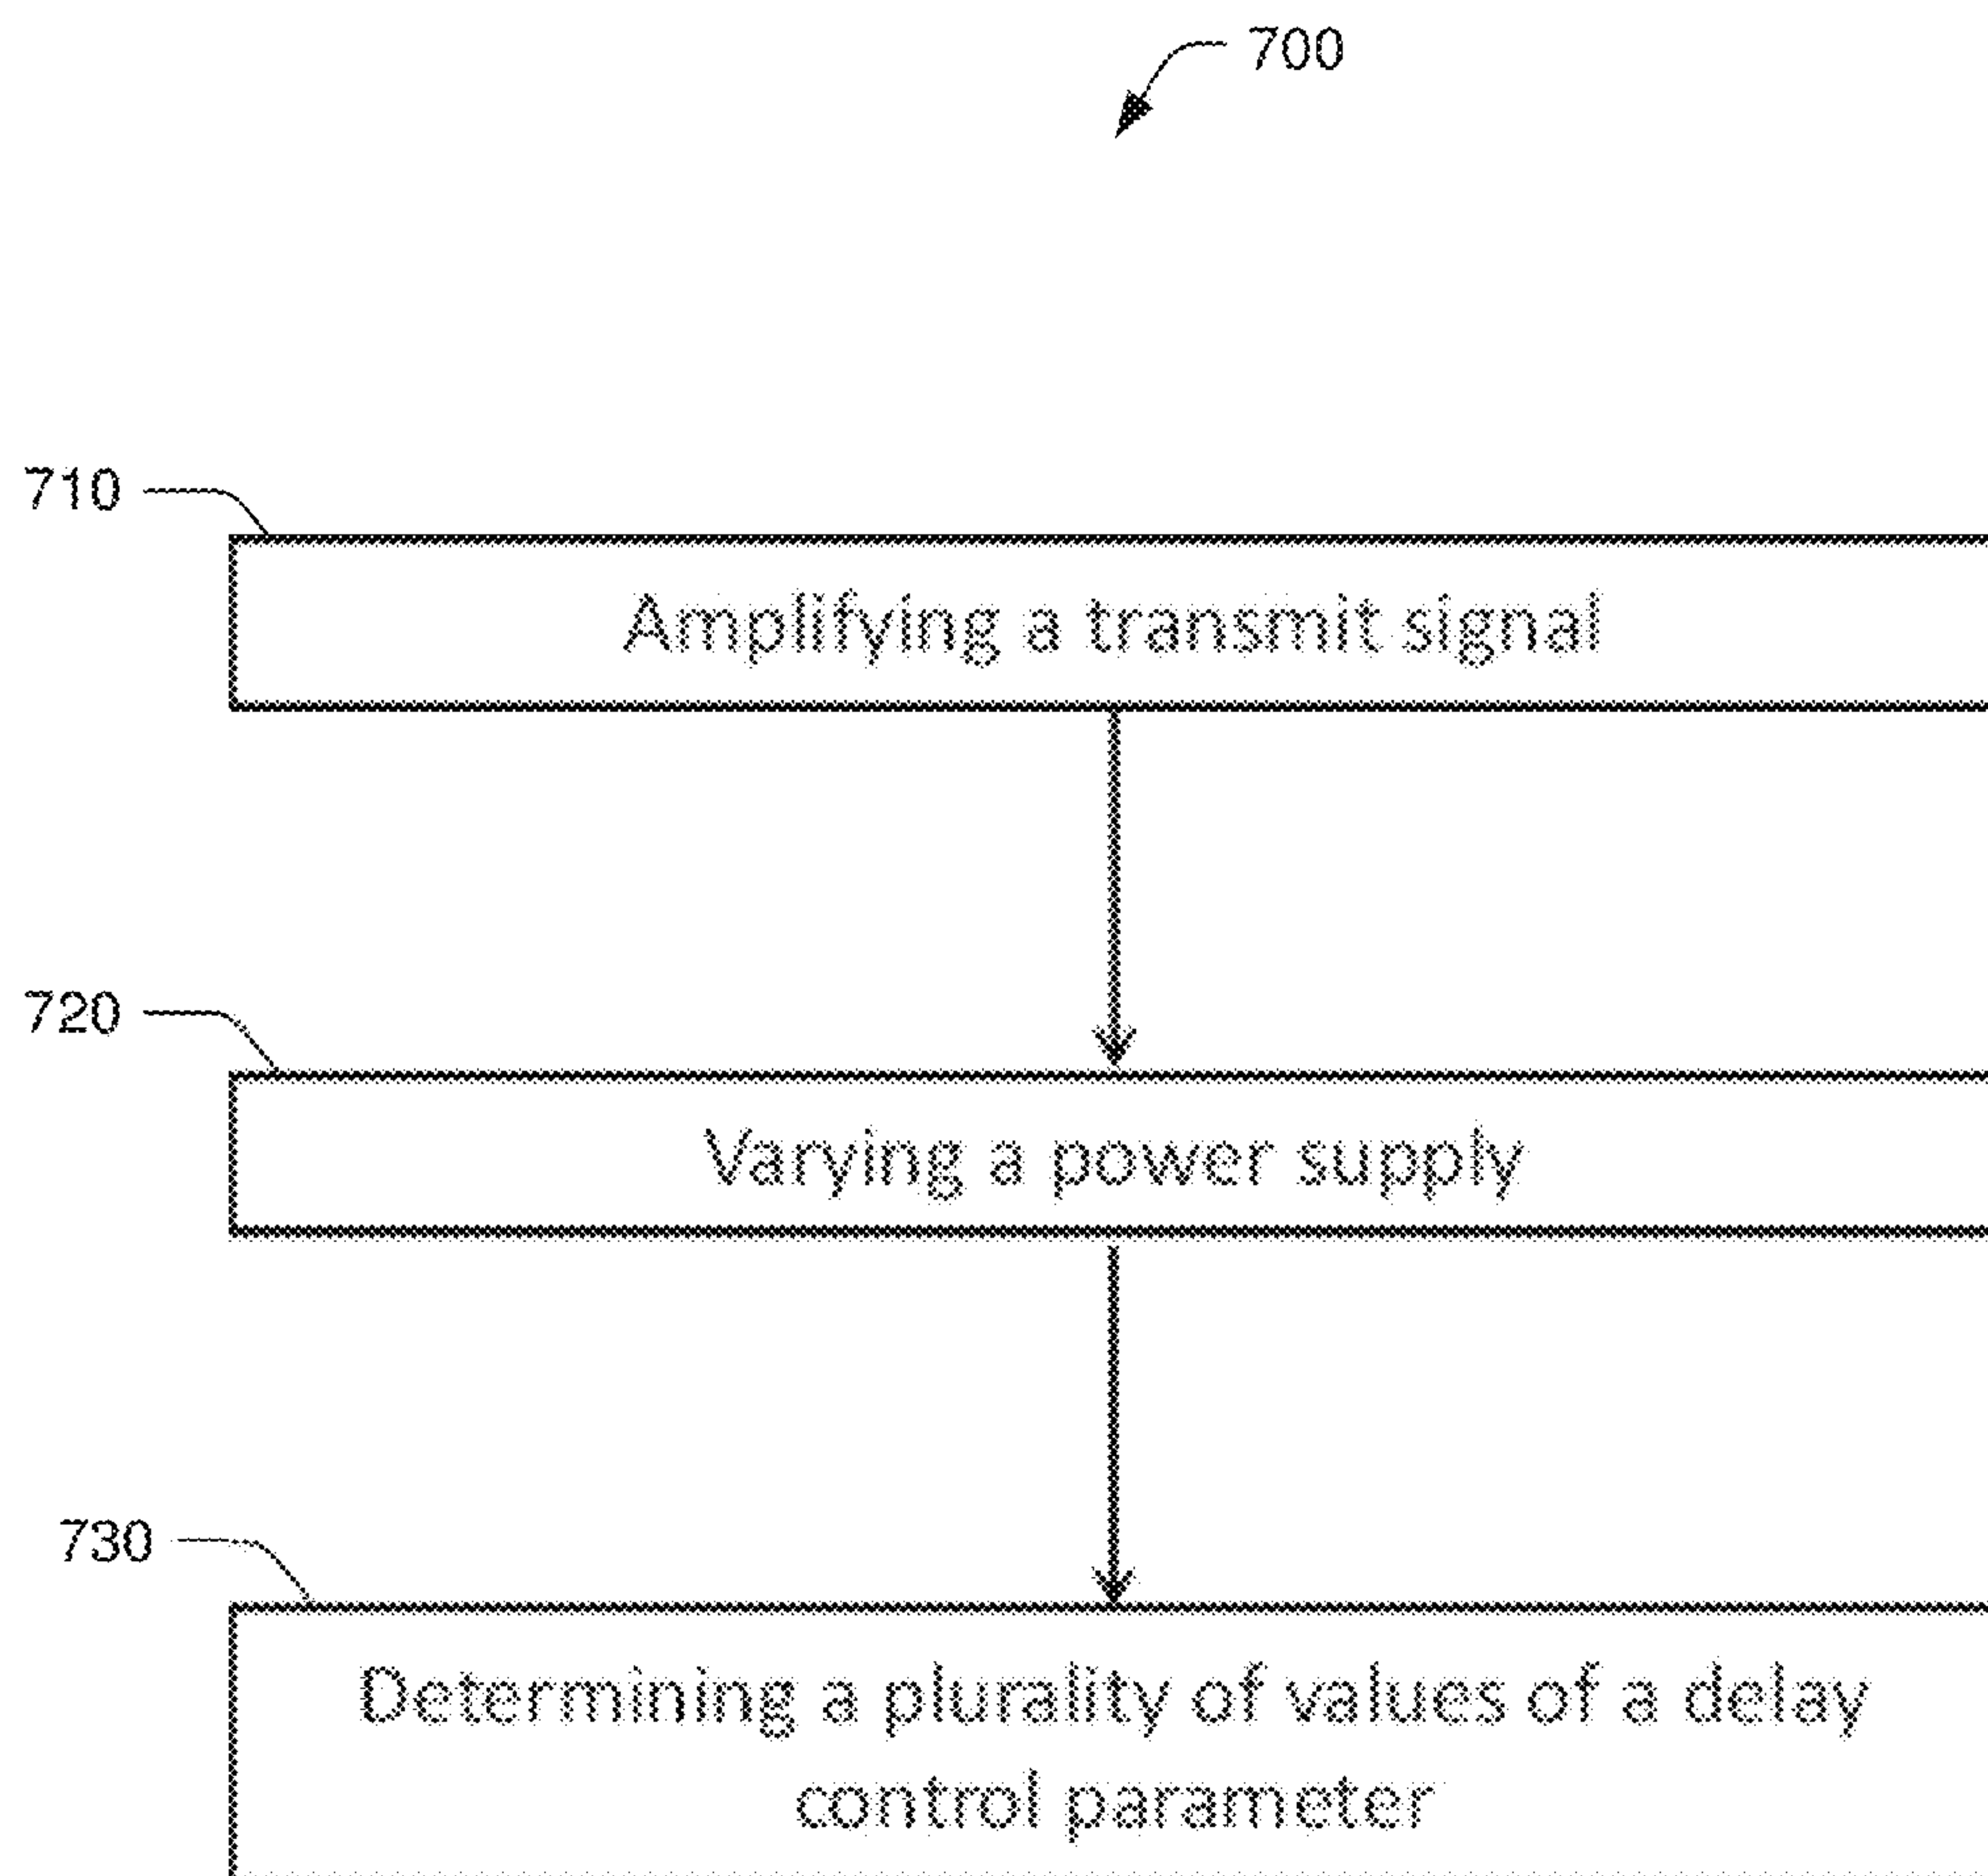 700
710
Amplifying a transmit signal
720
Varying a power supply
730
Determining a plurality of values of a delay
control parameter